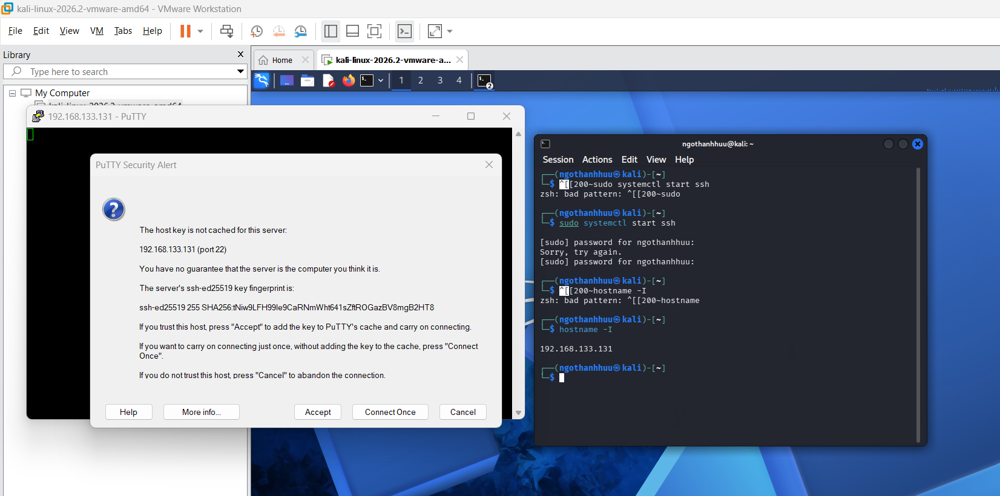 kali-linux-2026.2-vmware-amd64 - VMware Workstation
File Edit View VM Tabs Help
Library
Type here to search
My Computer
Home
kali-linux-2026.2-vmware-a...
1 2 3 4
2
192.168.133.131 - PuTTY
PuTTY Security Alert
The host key is not cached for this server:
192.168.133.131 (port 22)
You have no guarantee that the server is the computer you think it is.
The server's ssh-ed25519 key fingerprint is:
ssh-ed25519 255 SHA256:tNiw9LFH99Ie9CaRNmWht641sZftROGazBV8mgB2HT8
If you trust this host, press "Accept" to add the key to PuTTY's cache and carry on connecting.
If you want to carry on connecting just once, without adding the key to the cache, press "Connect
Once".
If you do not trust this host, press "Cancel" to abandon the connection.
Help More info... Accept Connect Once Cancel
ngothanhhuu@kali: ~
Session Actions Edit View Help
┌──(ngothanhhuu㉿kali)-[~]
└─$ ^[[200~sudo systemctl start ssh
zsh: bad pattern: ^[[200~sudo
┌──(ngothanhhuu㉿kali)-[~]
└─$ sudo systemctl start ssh
[sudo] password for ngothanhhuu:
Sorry, try again.
[sudo] password for ngothanhhuu:
┌──(ngothanhhuu㉿kali)-[~]
└─$ ^[[200~hostname -I
zsh: bad pattern: ^[[200~hostname
┌──(ngothanhhuu㉿kali)-[~]
└─$ hostname -I
192.168.133.131
┌──(ngothanhhuu㉿kali)-[~]
└─$